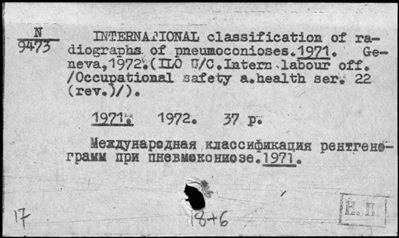 N
9473
INTERNATIONAL classification of ra-
diographs of pneumoconioses.1971. Ge-
neva,1972.(ILO U/C.Intern.labour off.
/Occupational safety a.health ser. 22
(rev.)/).
1971. 1972. 37 p.
Международная классификация рентгено-
грамм при пневмокониозе.1971.
17
18+6